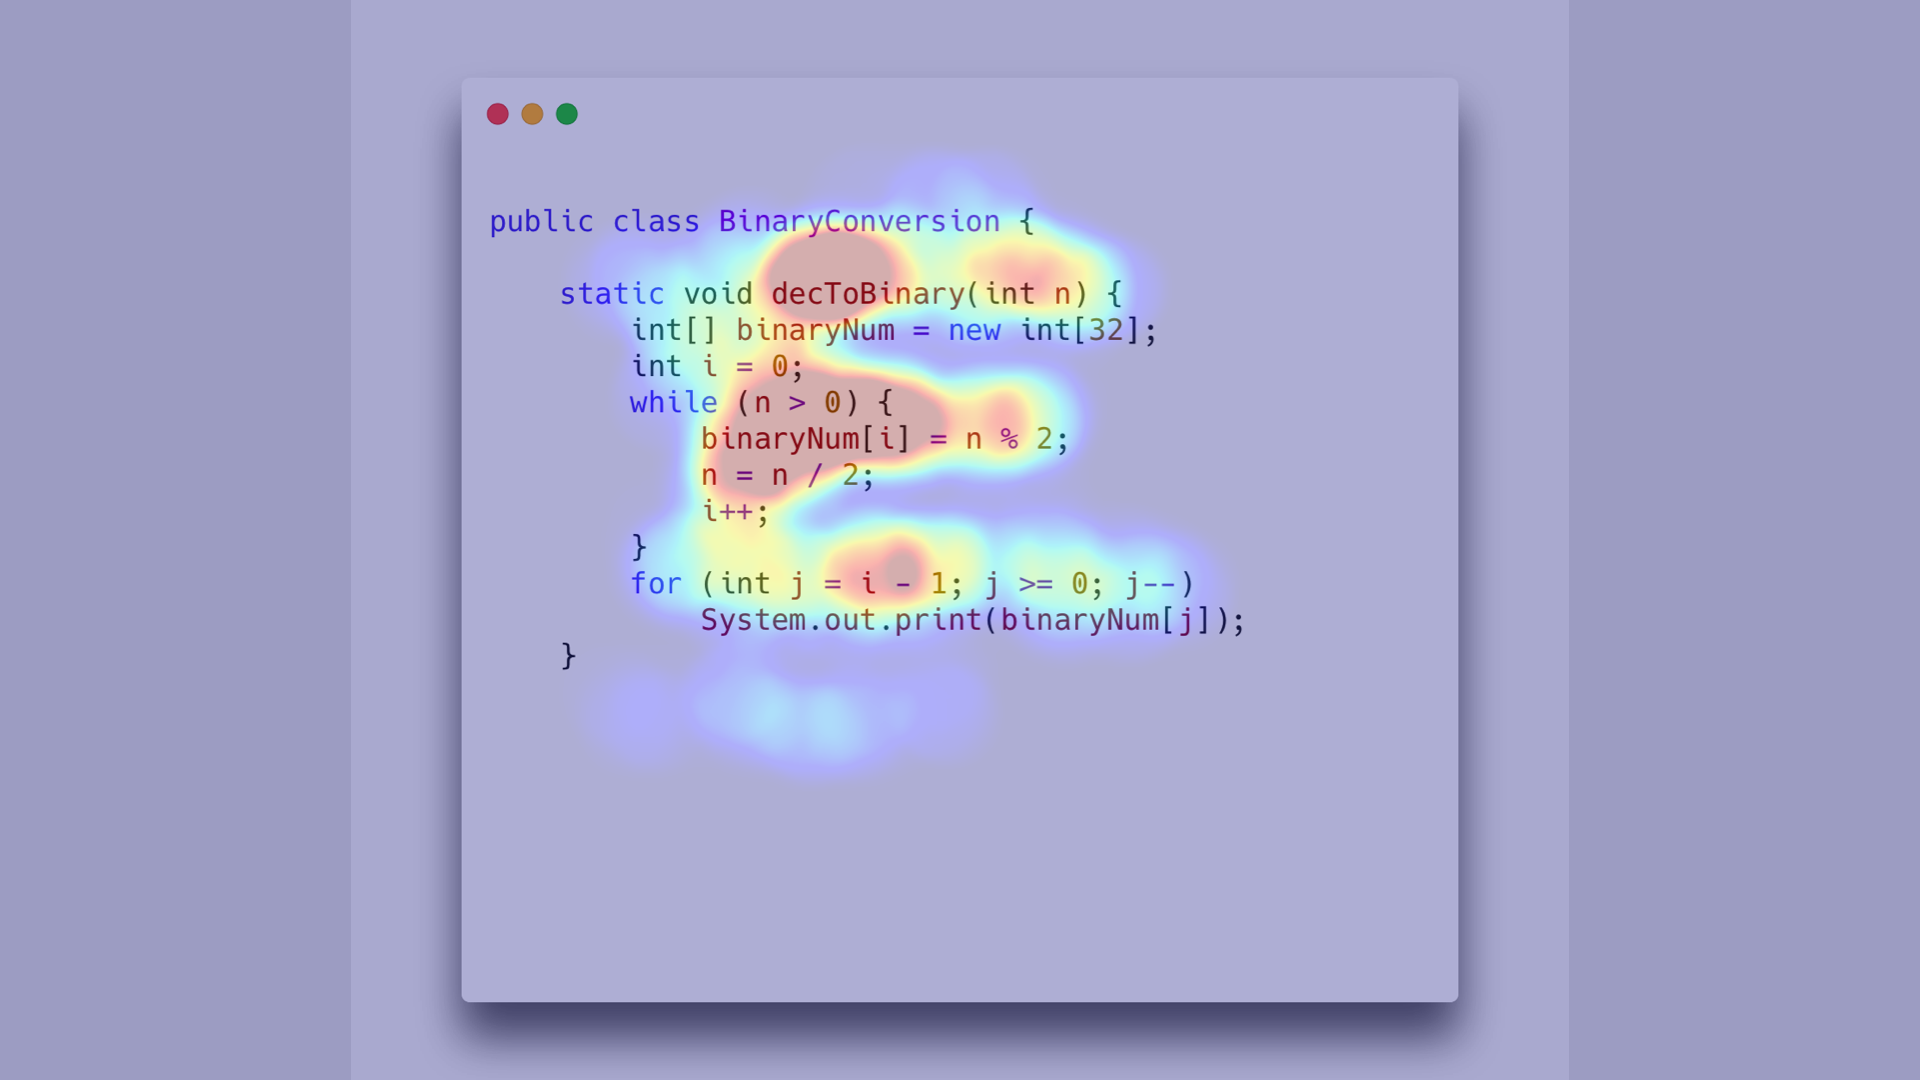 public class BinaryConversion {
static void decToBinary(int n) {
int[] binaryNum = new int[32];
int i = 0;
while (n > 0) {
binaryNum[i] = n % 2;
n = n / 2;
i++;
}
for (int j = i - 1; j >= 0; j--)
System.out.print(binaryNum[j]);
}